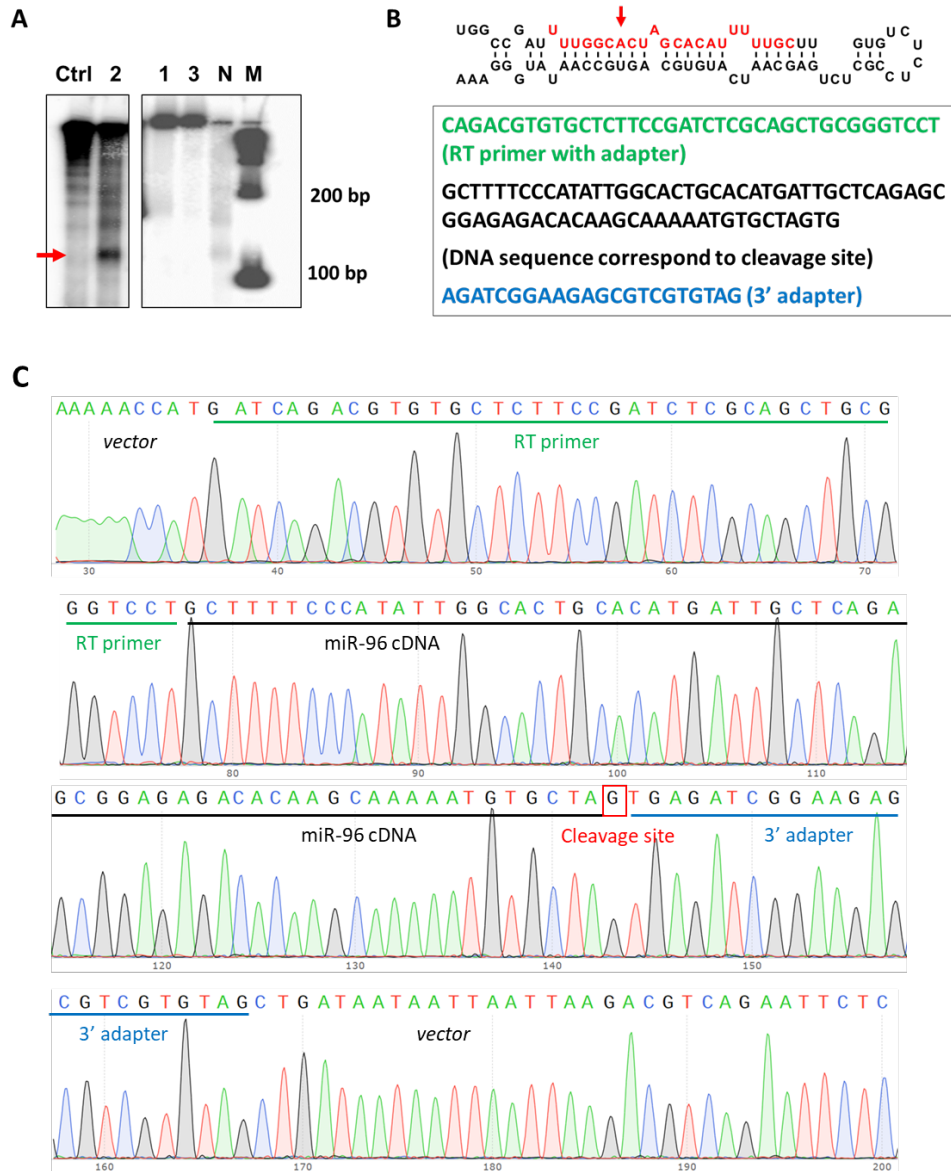 A
Ctrl 2 1 3 N M
200 bp
100 bp
B
UGG G U A UU UCU
CC AU UUGGCACU GCACAU UUGCUU GUGU C
GG UA AACCGUGA CGUGUA AACGAG CGC U
AAA G U CU UCU CUC
CAGACGTGTGCTCTTCCGATCTCGCAGCTGCGGGTCCT
(RT primer with adapter)
GCTTTTCCCATATTGGCACTGCACATGATTGCTCAGAGC
GGAGAGACACAAGCAAAAATGTGCTAGTG
(DNA sequence correspond to cleavage site)
AGATCGGAAGAGCGTCGTGTAG (3' adapter)
C
AAAAACCATGATCAGACGTGTGCTCTTCCGATCTCGCAGCTGCG
vector RT primer
30 40 50 60 70
GGTCCTGCTTTTCCCATATTGGCACTGCACATGATTGCTCAGA
RT primer miR-96 cDNA
80 90 100 110
GCGGAGAGACACAAGCAAAAATGTGCTAGTGAGATCGGAAGAG
miR-96 cDNA Cleavage site 3' adapter
120 130 140 150
CGTCGTGTAGCTGATAATAATTAATTAAGACGTCAGAATTCTC
3' adapter vector
160 170 180 190 200